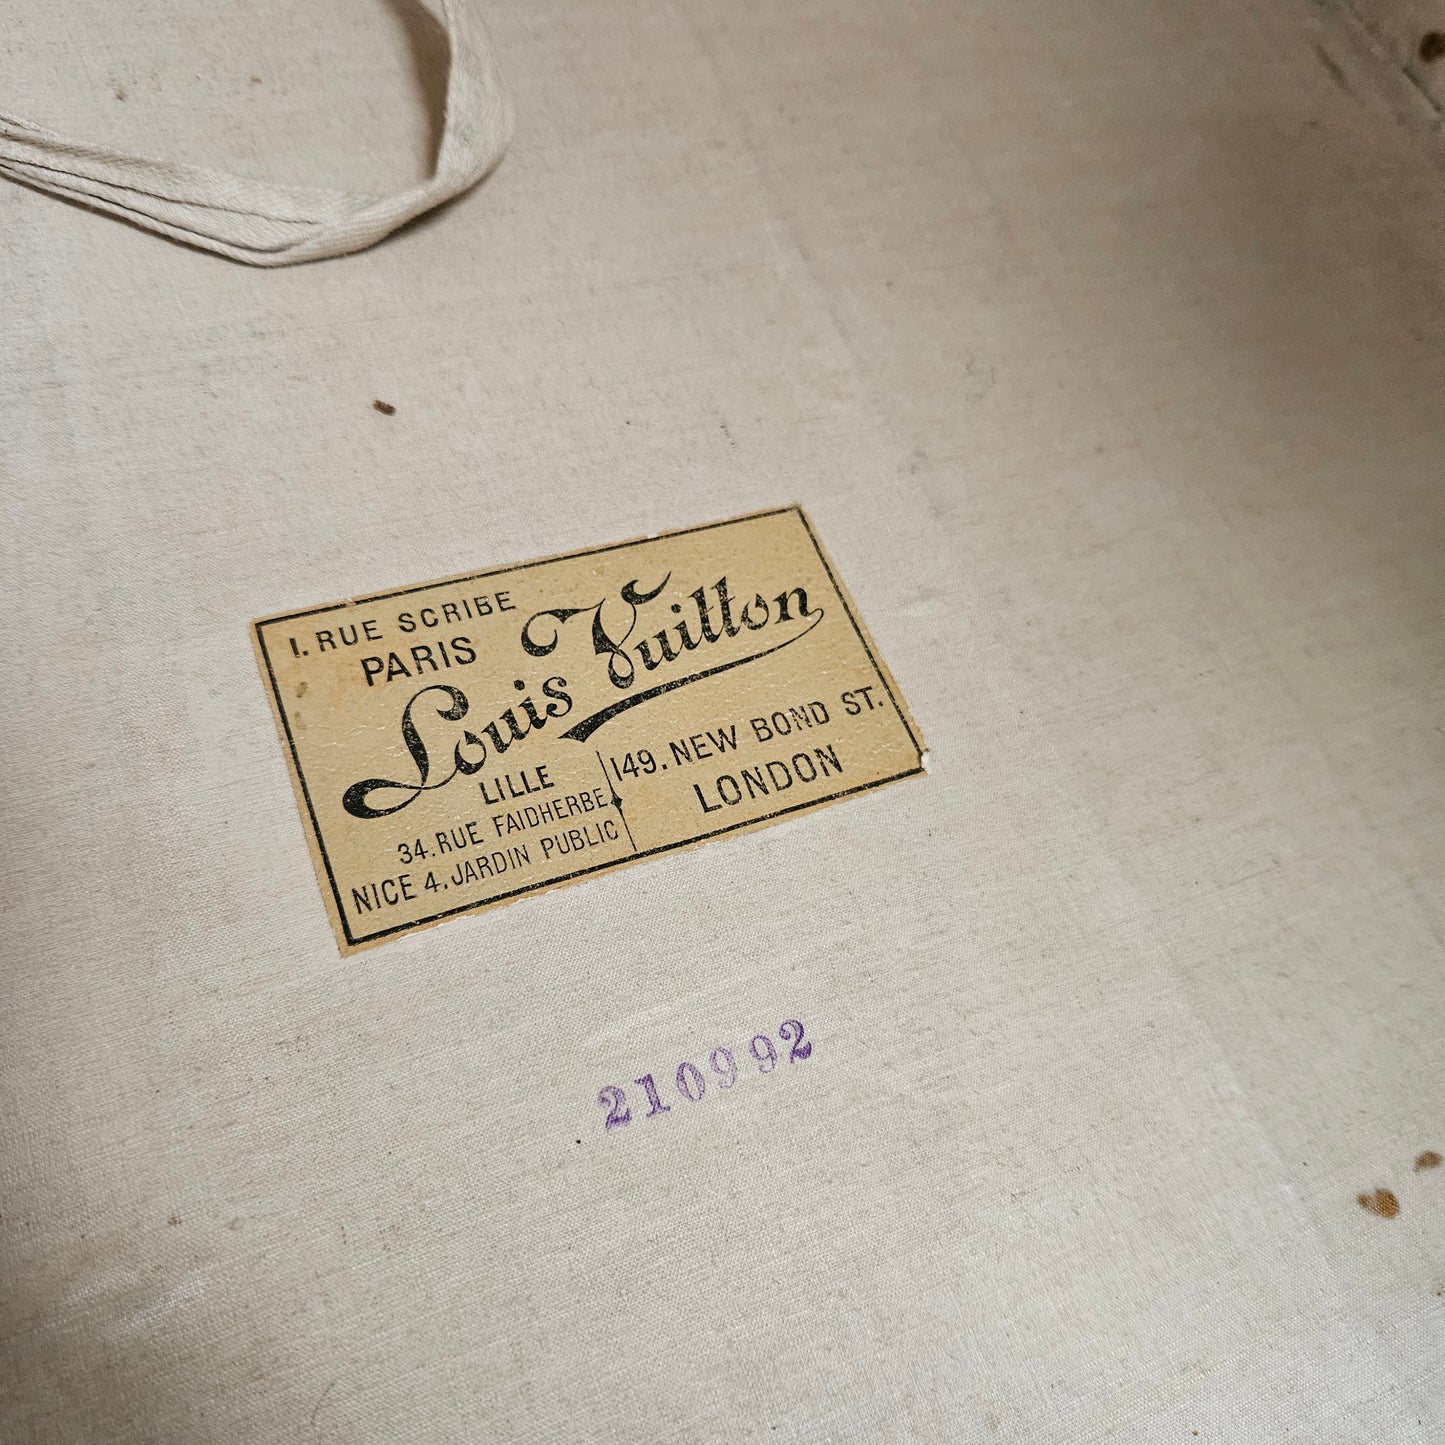 1. RUE SCRIBE
PARIS
Louis Vuitton
LILLE
34. RUE FAIDHERBE
NICE 4. JARDIN PUBLIC
149. NEW BOND ST.
LONDON
210992